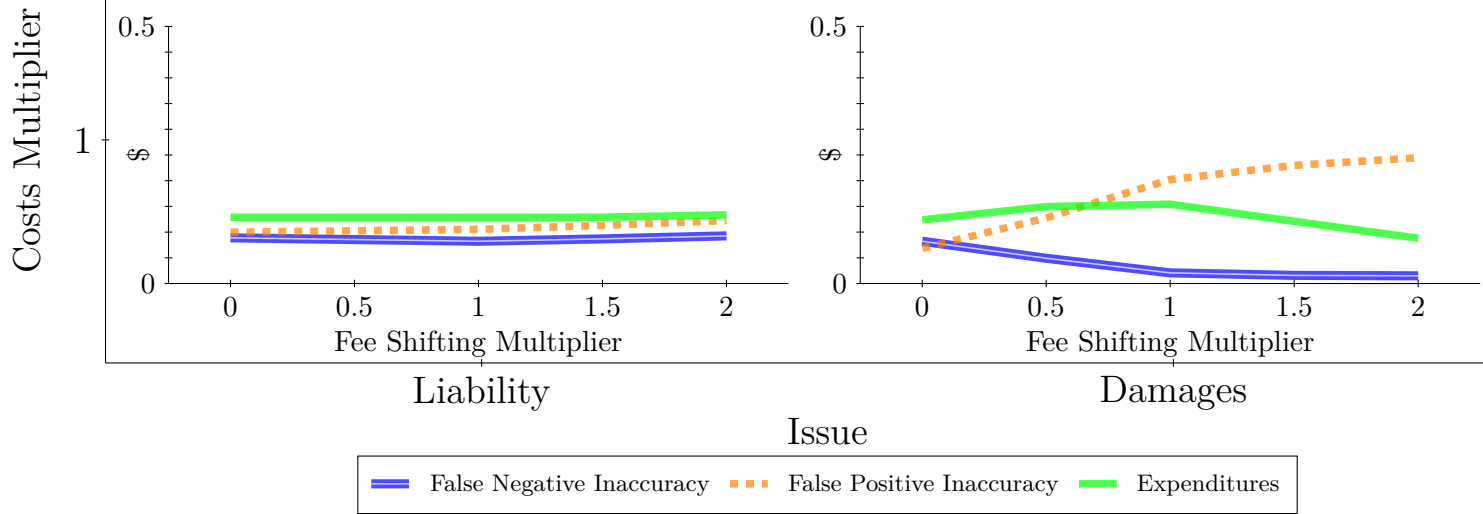 Costs Multiplier
1
0.5
$
0
0 0.5 1 1.5 2
Fee Shifting Multiplier
0.5
$
0
0 0.5 1 1.5 2
Fee Shifting Multiplier
Liability Damages
Issue
False Negative Inaccuracy False Positive Inaccuracy Expenditures